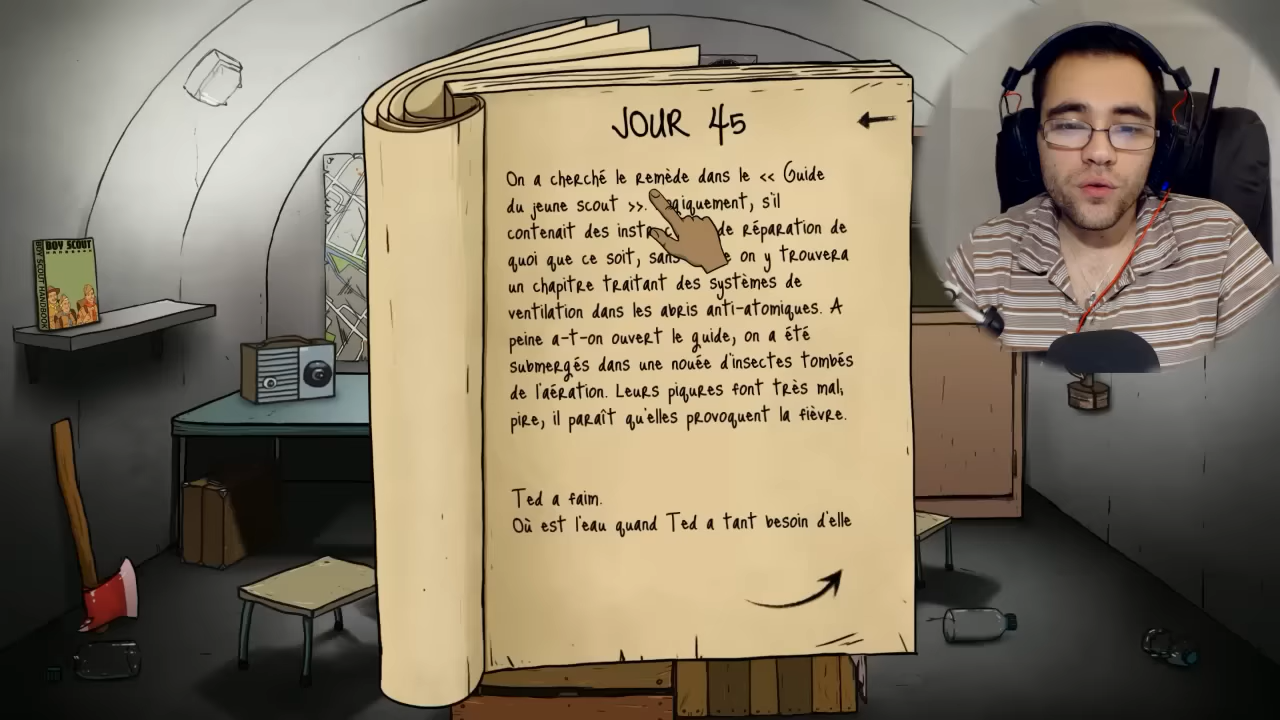 JOUR 45
On a cherché le remède dans le << Guide
du jeune scout >>. giquement, s'il
contenait des de réparation de
quoi que ce soit, on y trouvera
un chapitre traitant des systèmes de
ventilation dans les abris anti-atomiques. A
peine a-t-on ouvert le guide, on a été
submergés dans une nouée d'insectes tombés
de l'aération. Leurs piqures font très mal;
pire, il paraît qu'elles provoquent la fièvre.
Ted a faim.
Où est l'eau quand Ted a tant besoin d'elle
BOY SCOUT
BOY SCOUT HANDBOOK